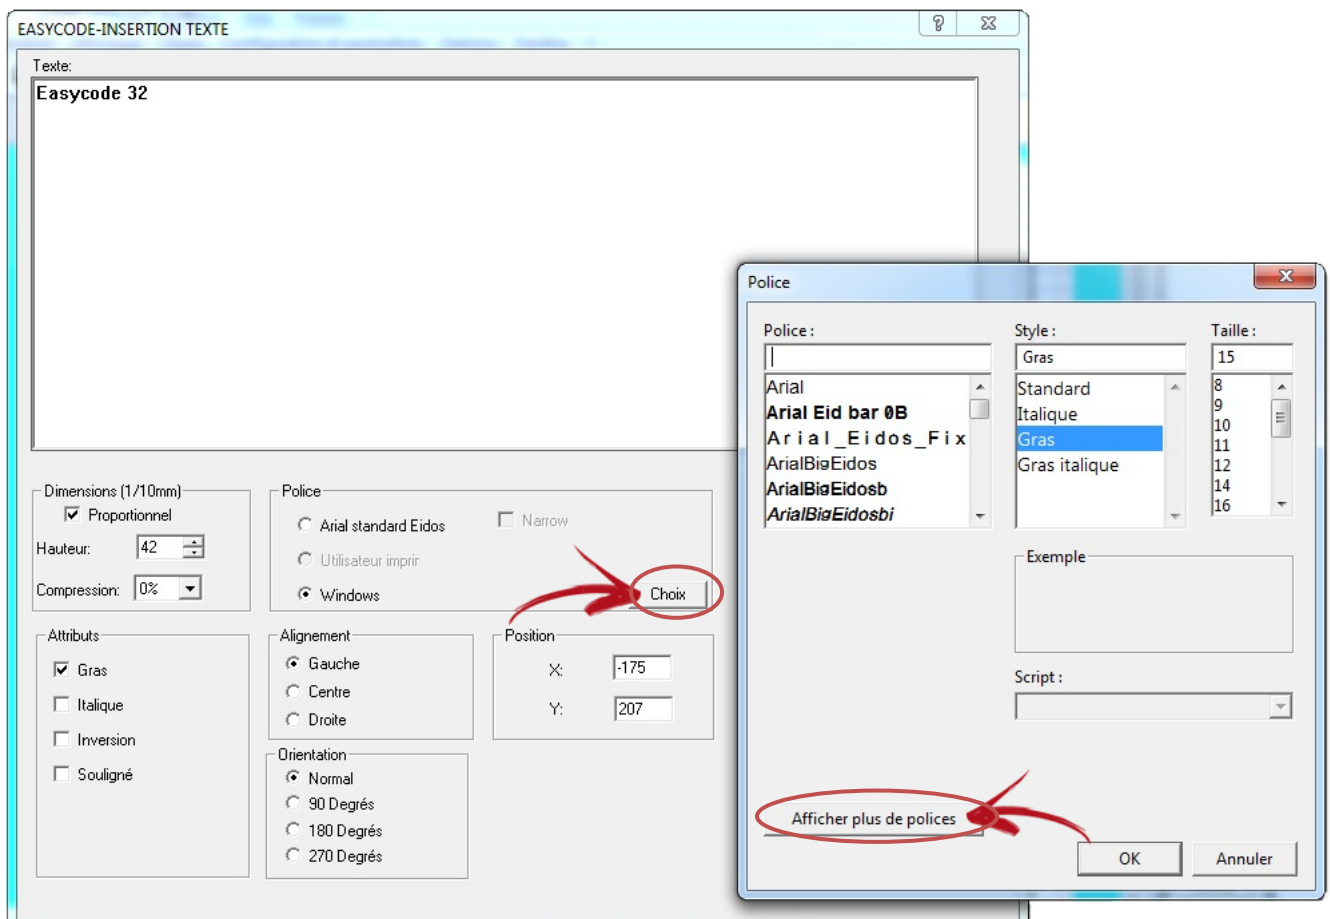 EASYCODE-INSERTION TEXTE
Texte:
Easycode 32
Dimensions (1/10mm)
Proportionnel
Hauteur: 42
Compression: 0%
Police
Arial standard Eidos
Narrow
Utilisateur imprir
Windows
Choix
Attributs
Gras
Italique
Inversion
Souligné
Alignement
Gauche
Centre
Droite
Position
X: -175
Y: 207
Orientation
Normal
90 Degrés
180 Degrés
270 Degrés
Police
Police :
Arial
Arial Eid bar 0B
Arial_Eidos_Fix
ArialBigEidos
ArialBigEidosb
ArialBigEidosbi
Style :
Gras
Standard
Italique
Gras
Gras italique
Taille :
15
8
9
10
11
12
14
16
Exemple
Script :
Afficher plus de polices
OK
Annuler